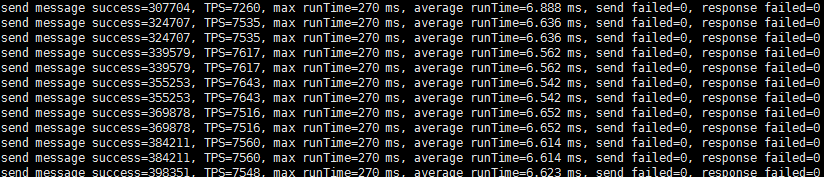 send message success=307704, TPS=7260, max runTime=270 ms, average runTime=6.888 ms, send failed=0, response failed=0
send message success=324707, TPS=7535, max runTime=270 ms, average runTime=6.636 ms, send failed=0, response failed=0
send message success=324707, TPS=7535, max runTime=270 ms, average runTime=6.636 ms, send failed=0, response failed=0
send message success=339579, TPS=7617, max runTime=270 ms, average runTime=6.562 ms, send failed=0, response failed=0
send message success=339579, TPS=7617, max runTime=270 ms, average runTime=6.562 ms, send failed=0, response failed=0
send message success=355253, TPS=7643, max runTime=270 ms, average runTime=6.542 ms, send failed=0, response failed=0
send message success=355253, TPS=7643, max runTime=270 ms, average runTime=6.542 ms, send failed=0, response failed=0
send message success=369878, TPS=7516, max runTime=270 ms, average runTime=6.652 ms, send failed=0, response failed=0
send message success=369878, TPS=7516, max runTime=270 ms, average runTime=6.652 ms, send failed=0, response failed=0
send message success=384211, TPS=7560, max runTime=270 ms, average runTime=6.614 ms, send failed=0, response failed=0
send message success=384211, TPS=7560, max runTime=270 ms, average runTime=6.614 ms, send failed=0, response failed=0
send message success=398351, TPS=7548, max runTime=270 ms, average runTime=6.623 ms, send failed=0, response failed=0